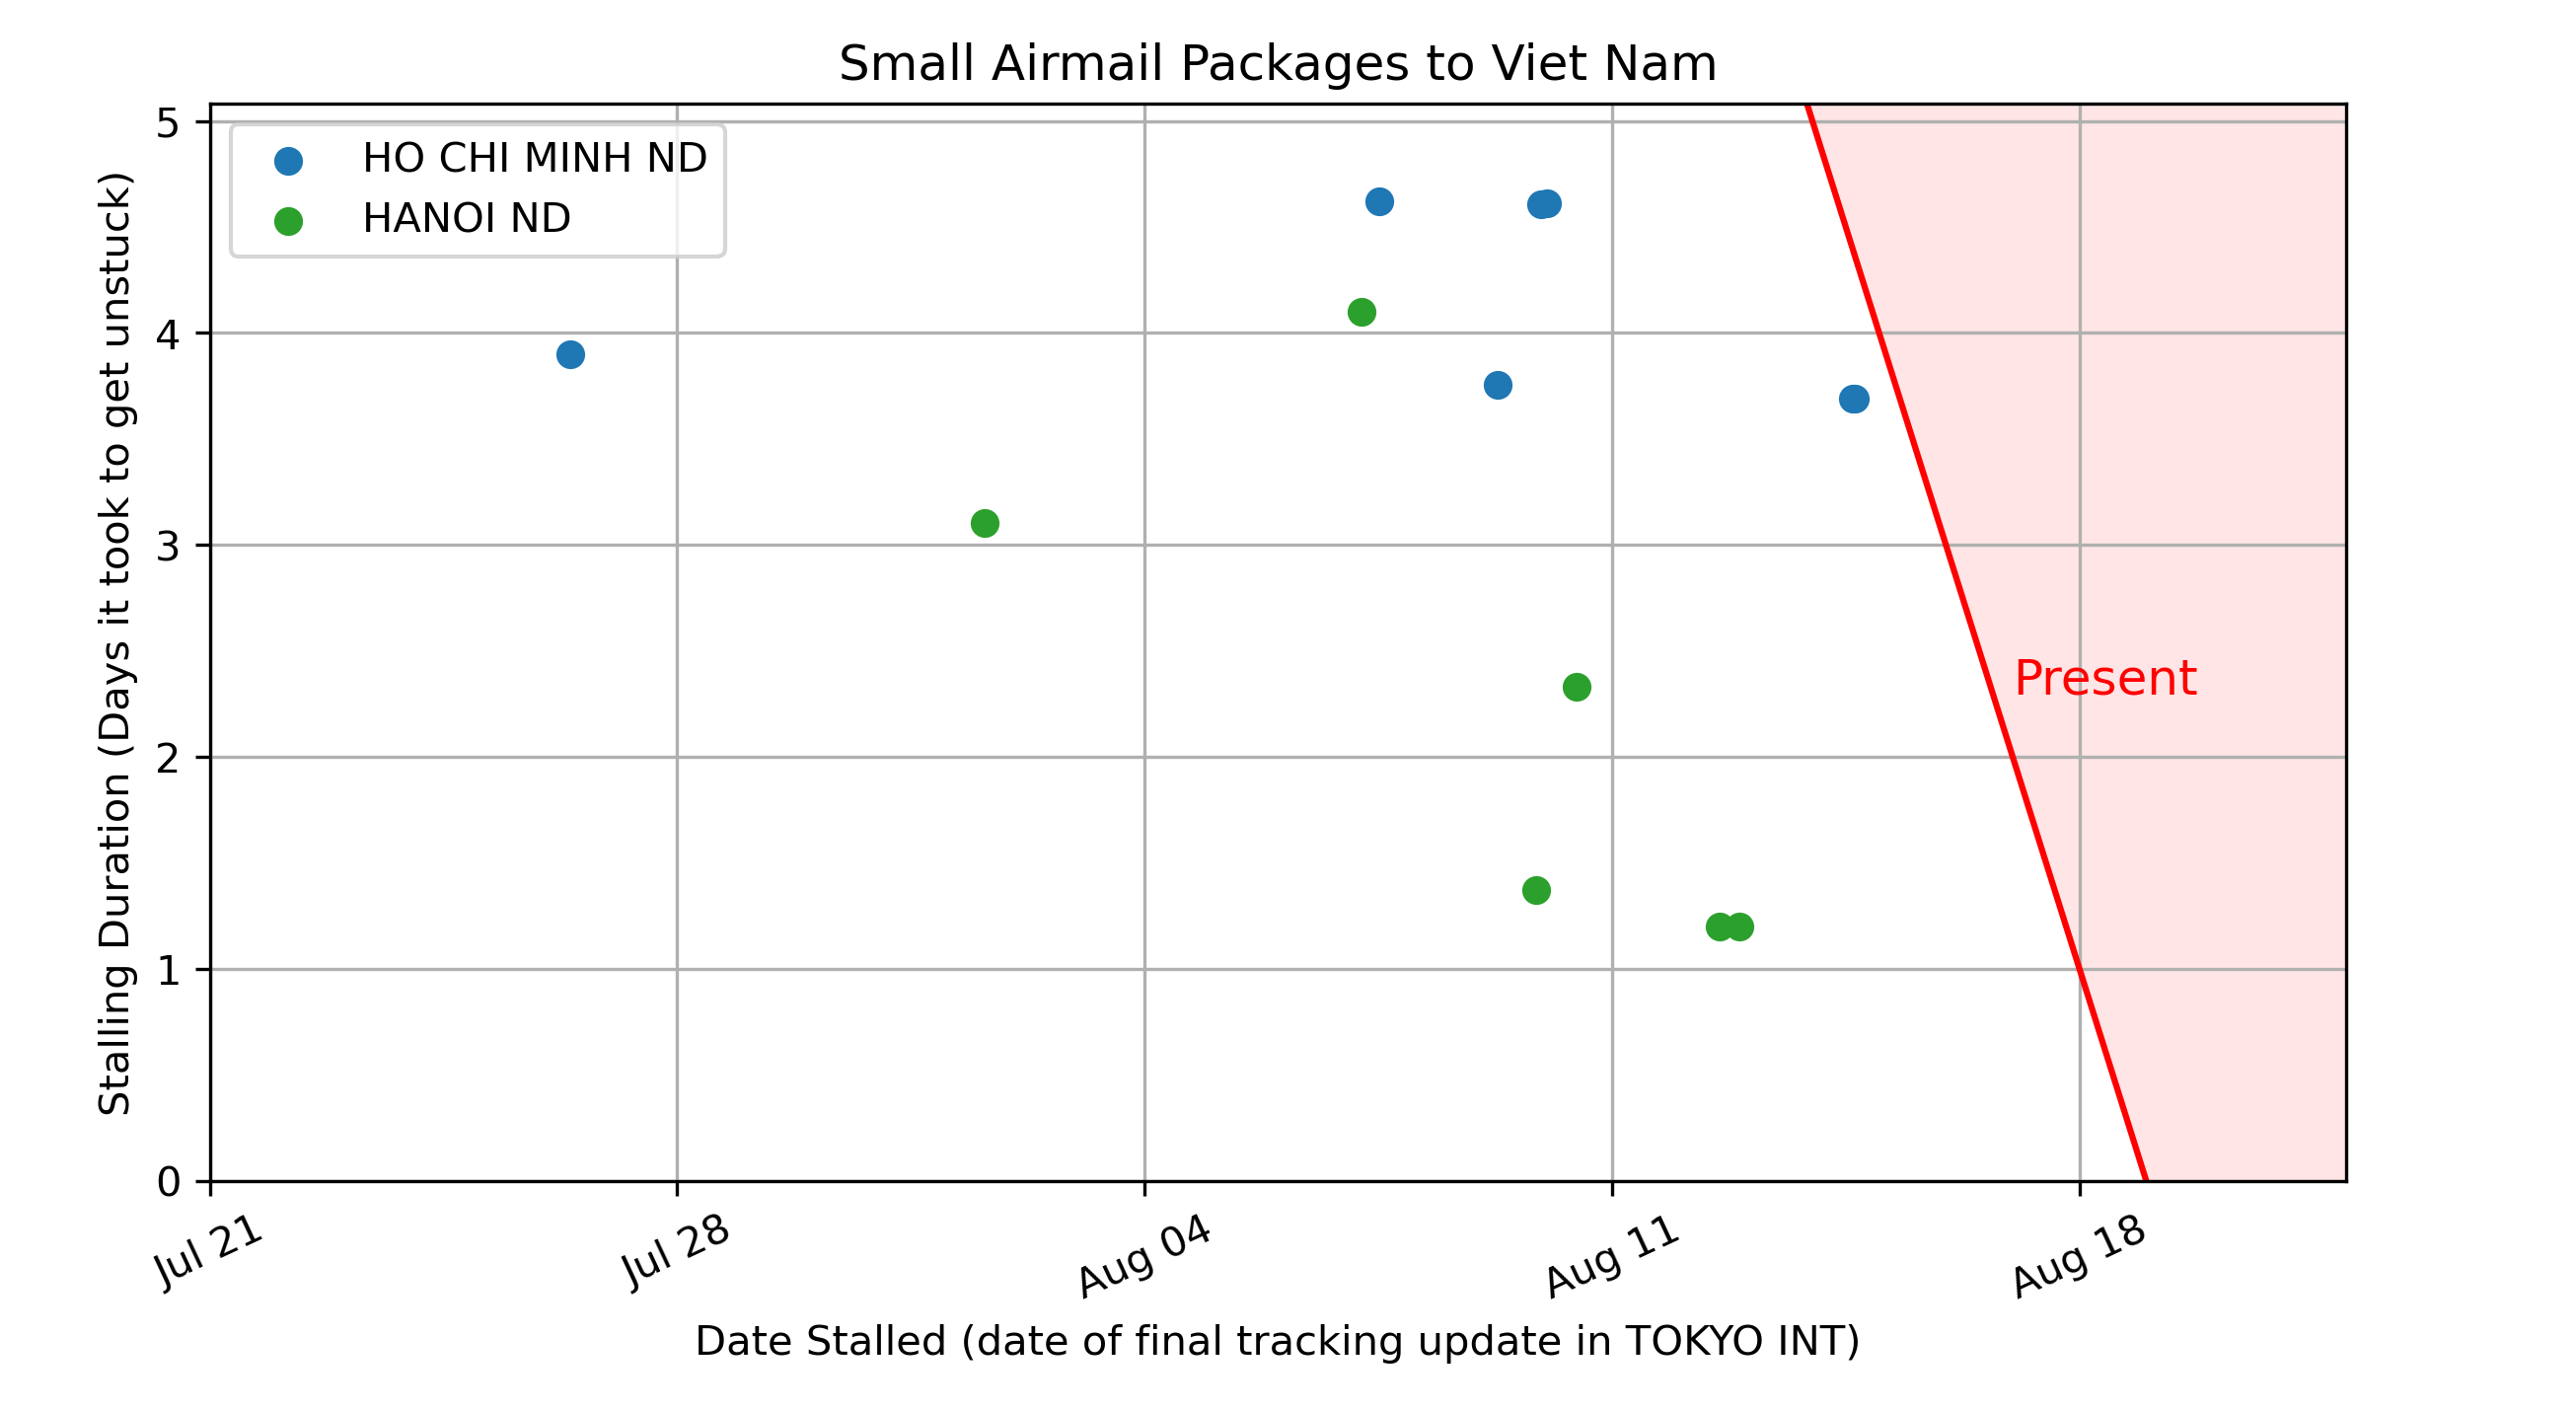 Small Airmail Packages to Viet Nam
Stalling Duration (Days it took to get unstuck)
5
4
3
2
1
0
HO CHI MINH ND
HANOI ND
Present
Jul 21
Jul 28
Aug 04
Aug 11
Aug 18
Date Stalled (date of final tracking update in TOKYO INT)